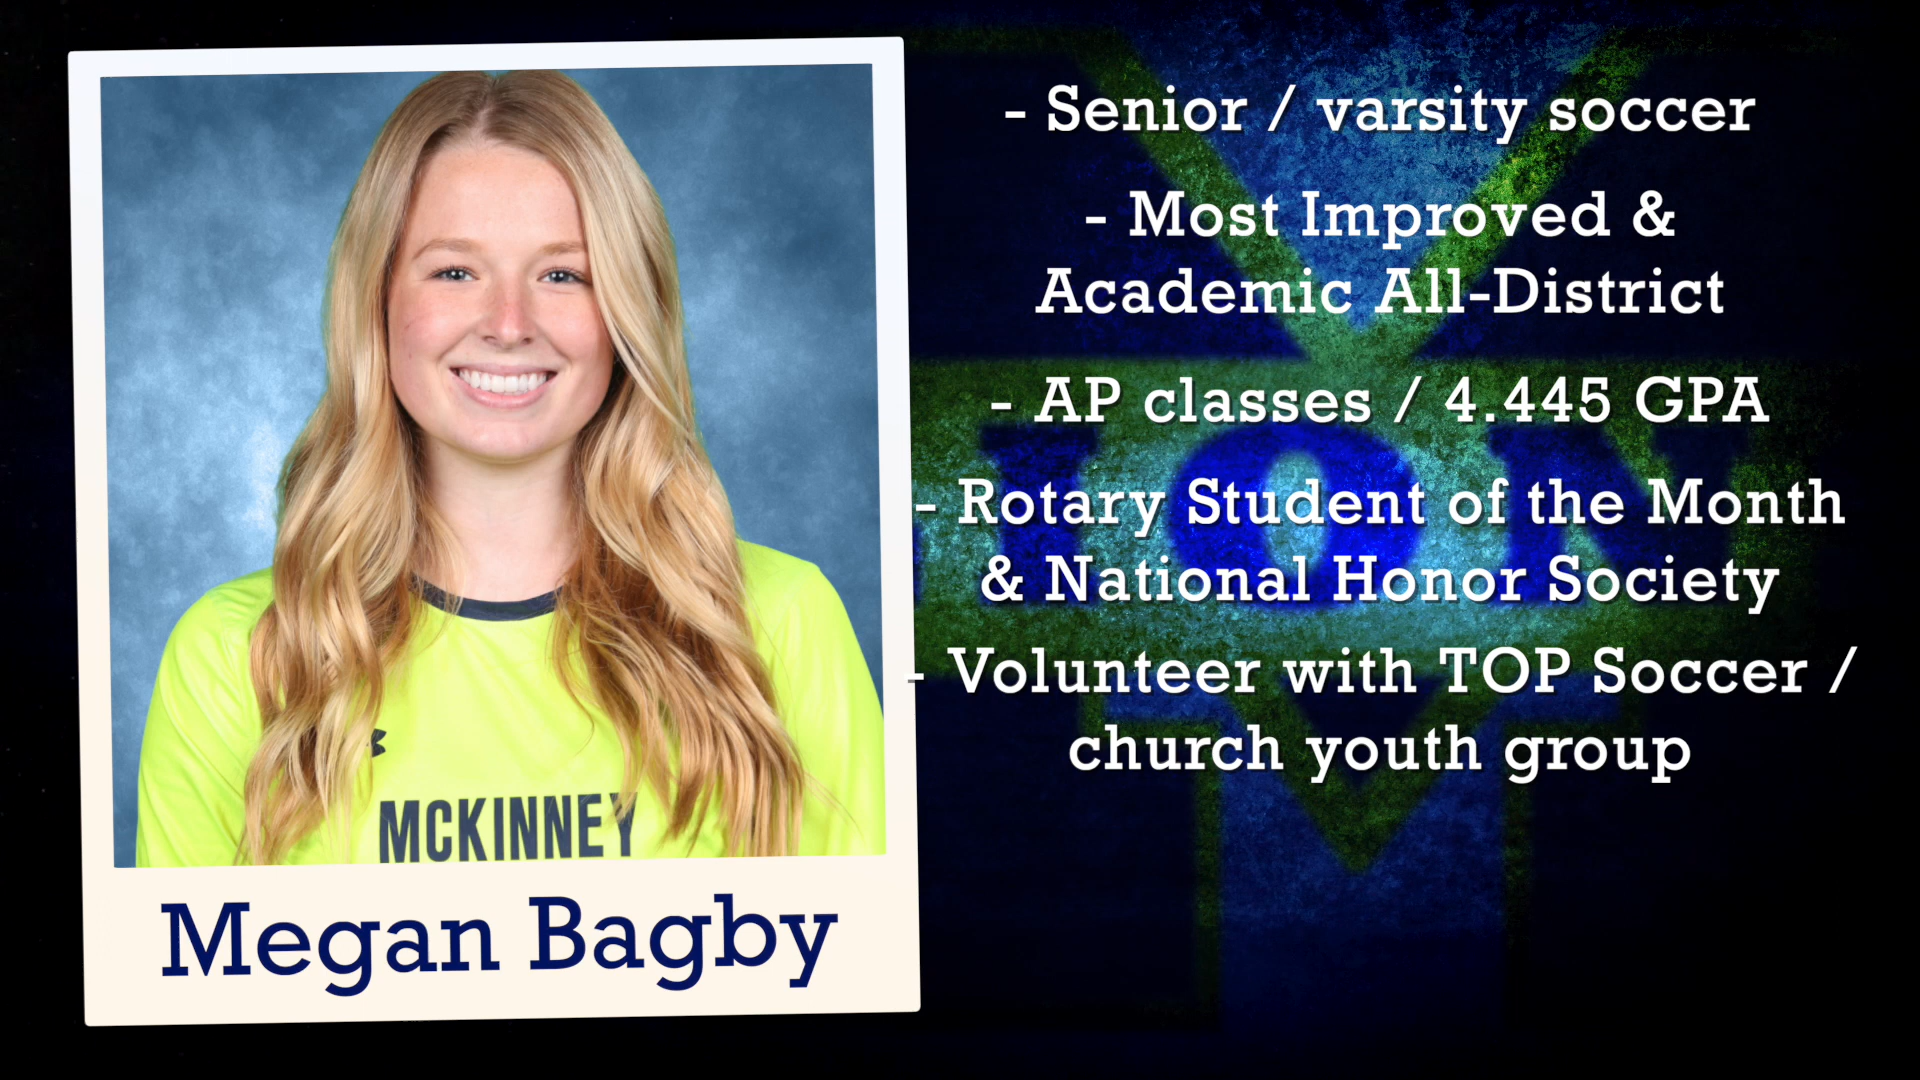 - Senior / varsity soccer
- Most Improved &
Academic All-District
- AP classes / 4.445 GPA
- Rotary Student of the Month
& National Honor Society
- Volunteer with TOP Soccer /
church youth group
MCKINNEY
Megan Bagby
ION